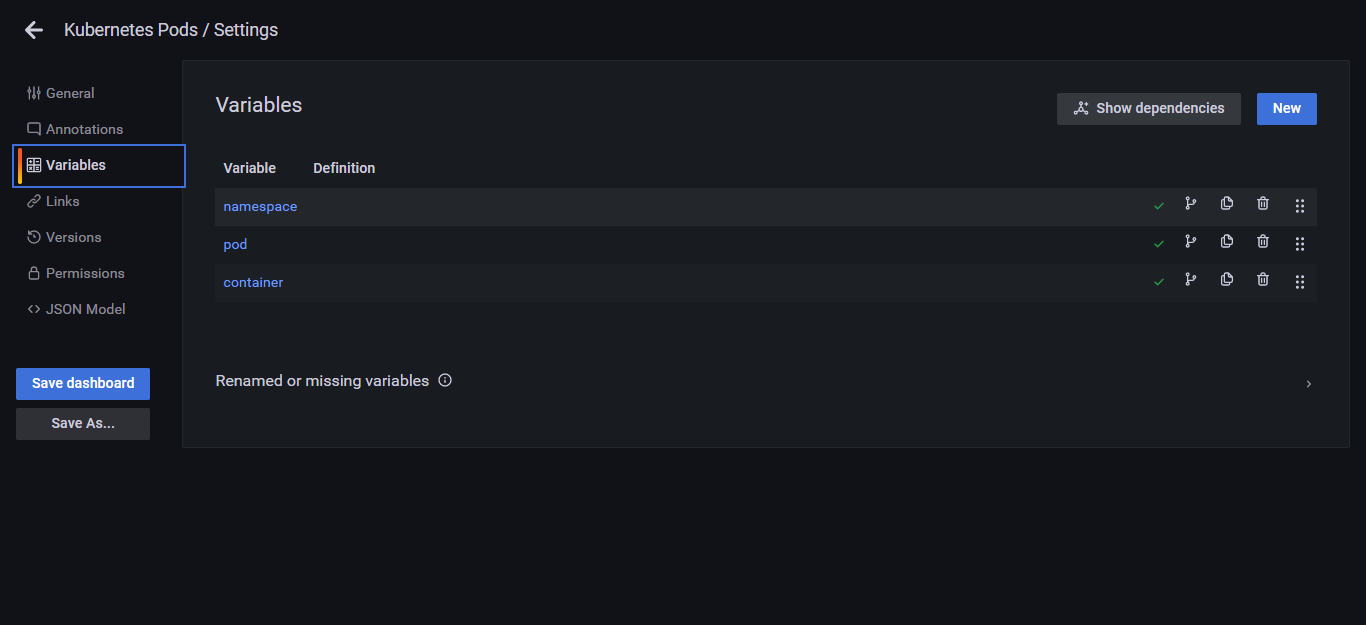 Kubernetes Pods / Settings
General
Annotations
Variables
Links
Versions
Permissions
JSON Model
Save dashboard
Save As...
Variables
Show dependencies
New
Variable Definition
namespace
pod
container
Renamed or missing variables